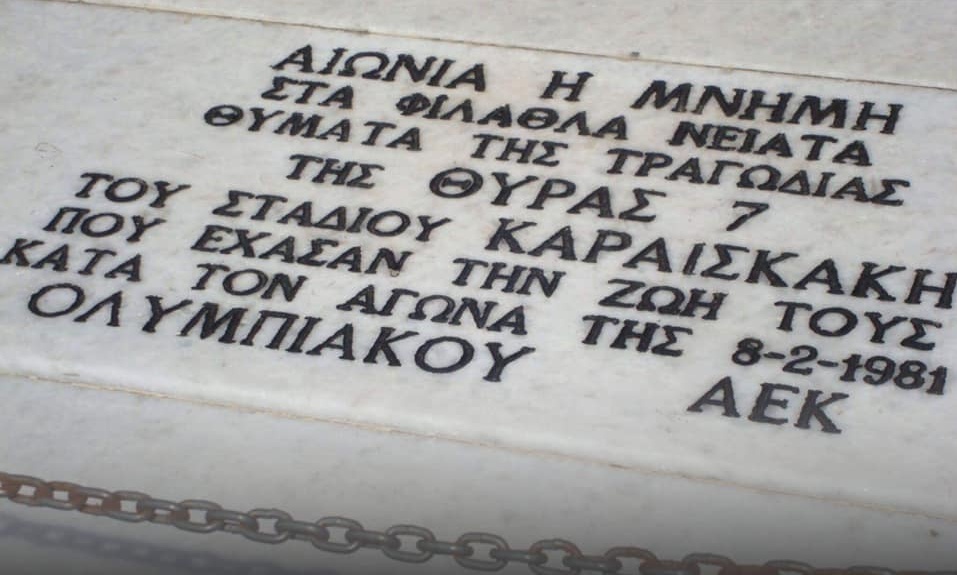 ΑΙΩΝΙΑ Η ΜΝΗΜΗ
ΣΤΑ ΦΙΛΑΘΛΑ ΝΕΙΑΤΑ
ΘΥΜΑΤΑ ΤΗΣ ΤΡΑΓΩΔΙΑΣ
ΤΗΣ ΘΥΡΑΣ 7
ΤΟΥ ΣΤΑΔΙΟΥ ΚΑΡΑΙΣΚΑΚΗ
ΠΟΥ ΕΧΑΣΑΝ ΤΗΝ ΖΩΗ ΤΟΥΣ
ΚΑΤΑ ΤΟΝ ΑΓΩΝΑ ΤΗΣ 8-2-1981
ΟΛΥΜΠΙΑΚΟΥ ΑΕΚ